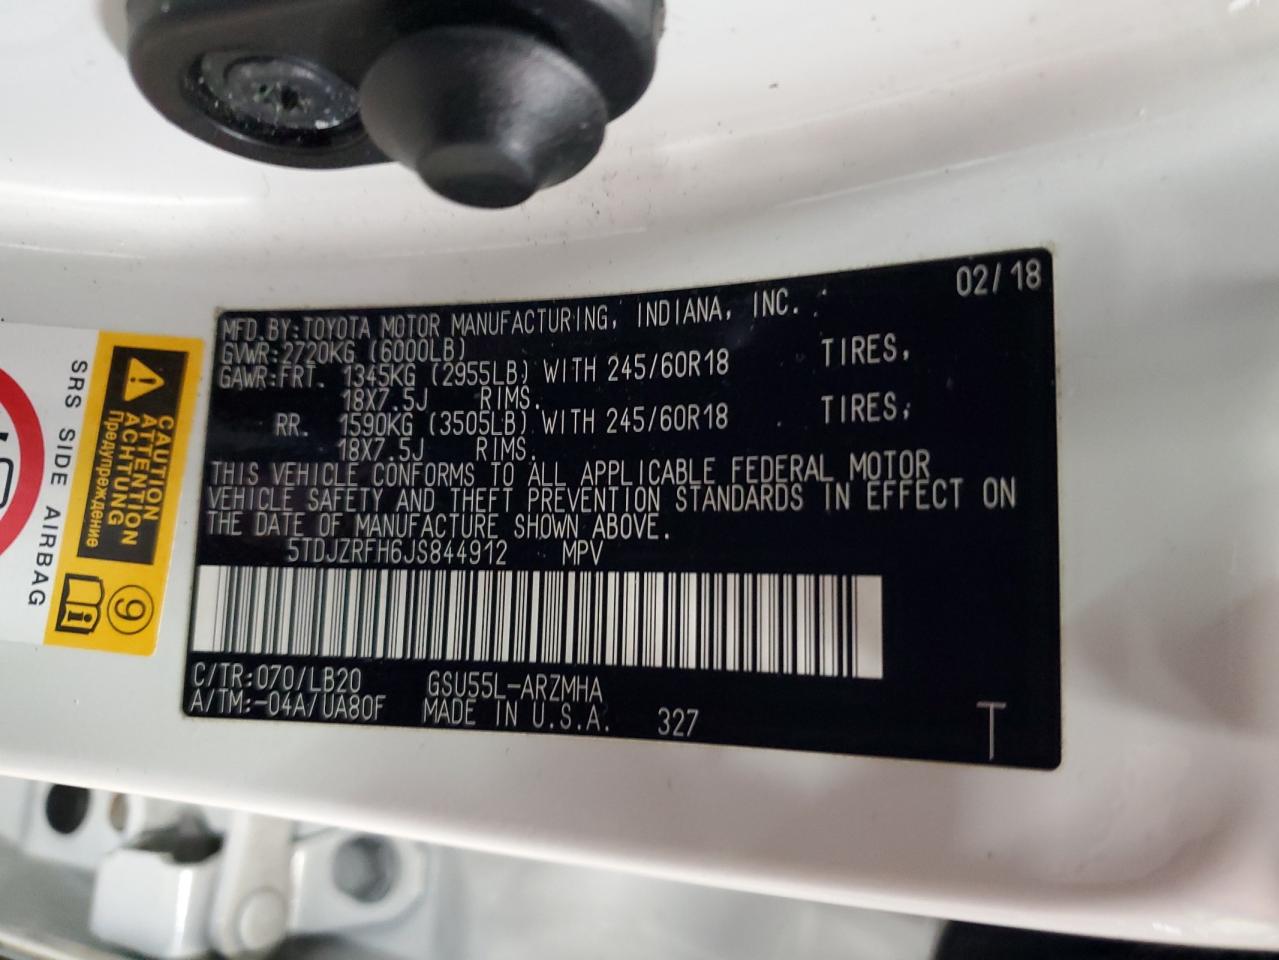 02/18
MFD.BY:TOYOTA MOTOR MANUFACTURING, INDIANA, INC.
GVWR:2720KG (6000LB)
GAWR:FRT. 1345KG (2955LB) WITH 245/60R18 TIRES,
18X7.5J RIMS.
RR. 1590KG (3505LB) WITH 245/60R18 TIRES,
18X7.5J RIMS.
THIS VEHICLE CONFORMS TO ALL APPLICABLE FEDERAL MOTOR
VEHICLE SAFETY AND THEFT PREVENTION STANDARDS IN EFFECT ON
THE DATE OF MANUFACTURE SHOWN ABOVE.
5TDJZRFH6JS844912 MPV
C/TR:070/LB20 GSU55L-ARZMHA
A/TM:-04A/UA80F MADE IN U.S.A. 327
T
CAUTION
ATTENTION
ACHTUNG
Предупреждение
9
SRS SIDE AIRBAG